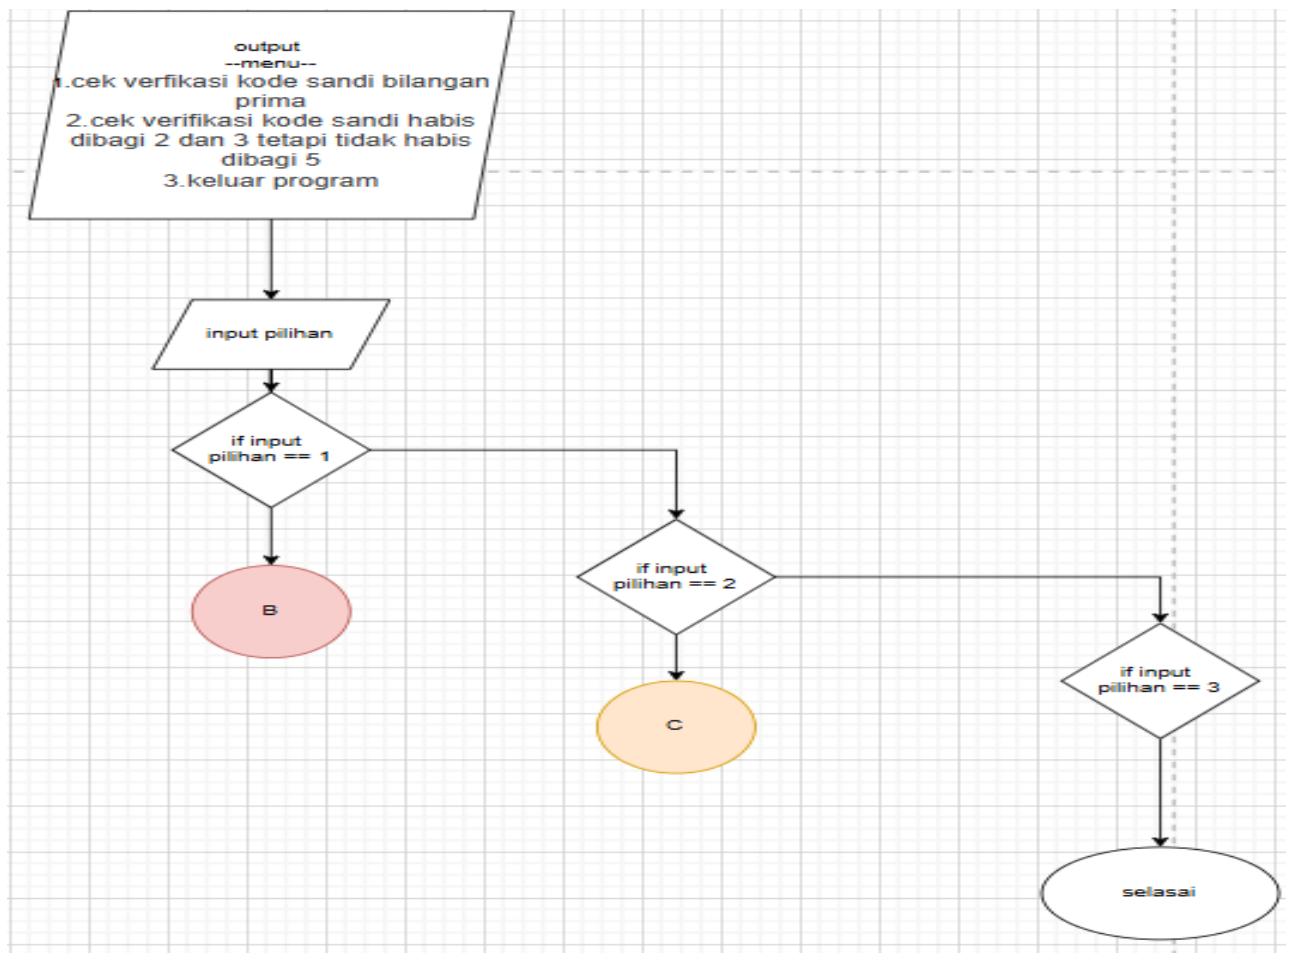 output
--menu--
1.cek verfikasi kode sandi bilangan
prima
2.cek verifikasi kode sandi habis
dibagi 2 dan 3 tetapi tidak habis
dibagi 5
3.keluar program
input pilihan
if input
pilihan == 1
B
if input
pilihan == 2
C
if input
pilihan == 3
selasai